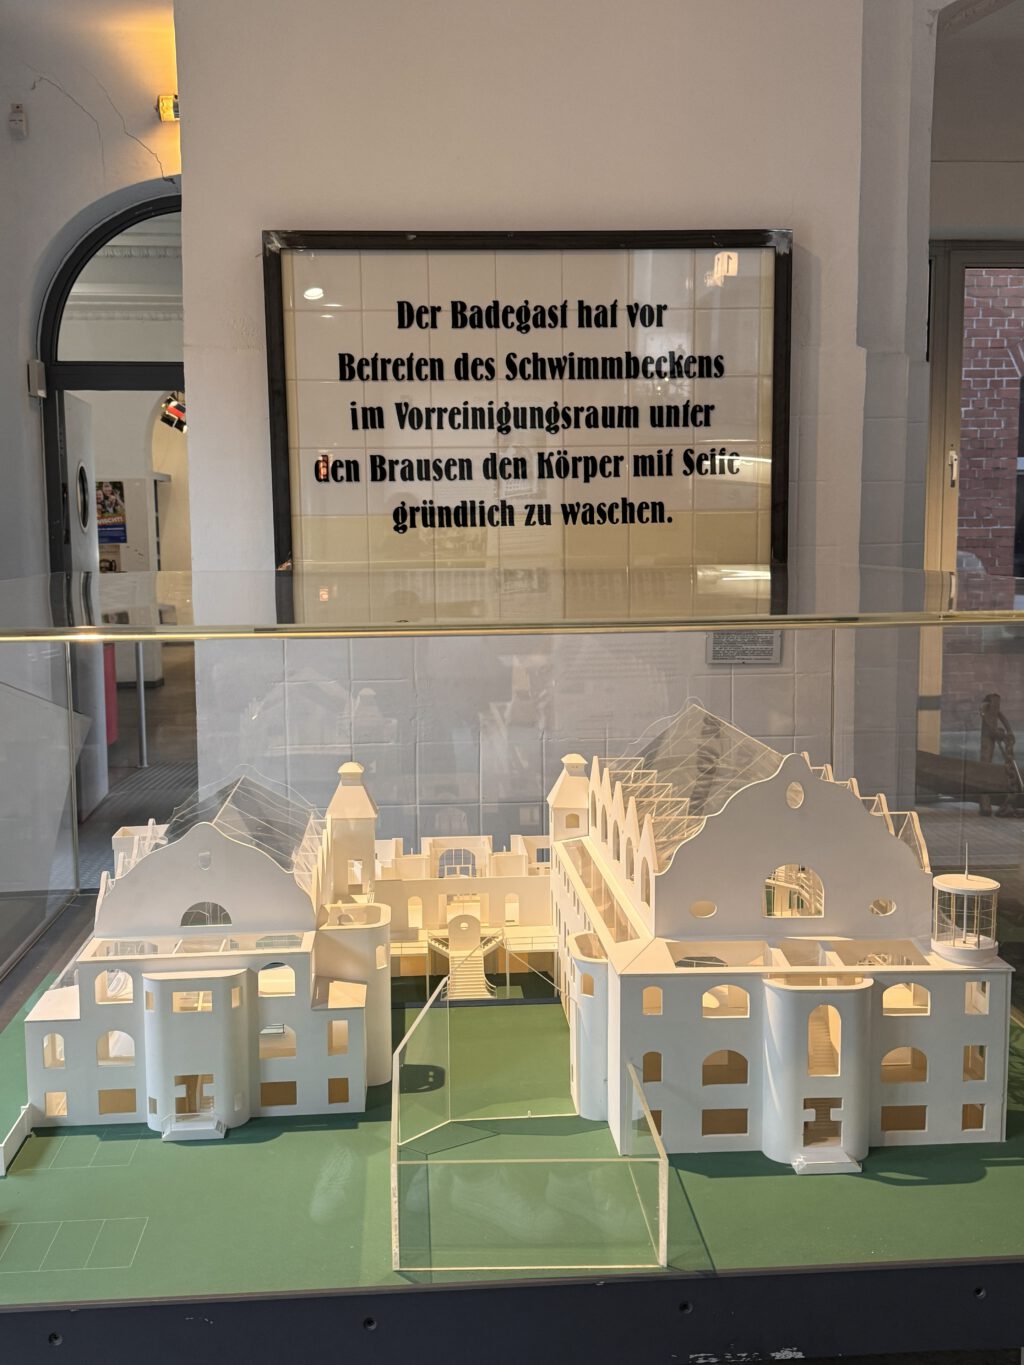 Der Badegast hat vor
Betreten des Schwimmbeckens
im Vorreinigungsraum unter
den Brausen den Körper mit Seife
gründlich zu waschen.